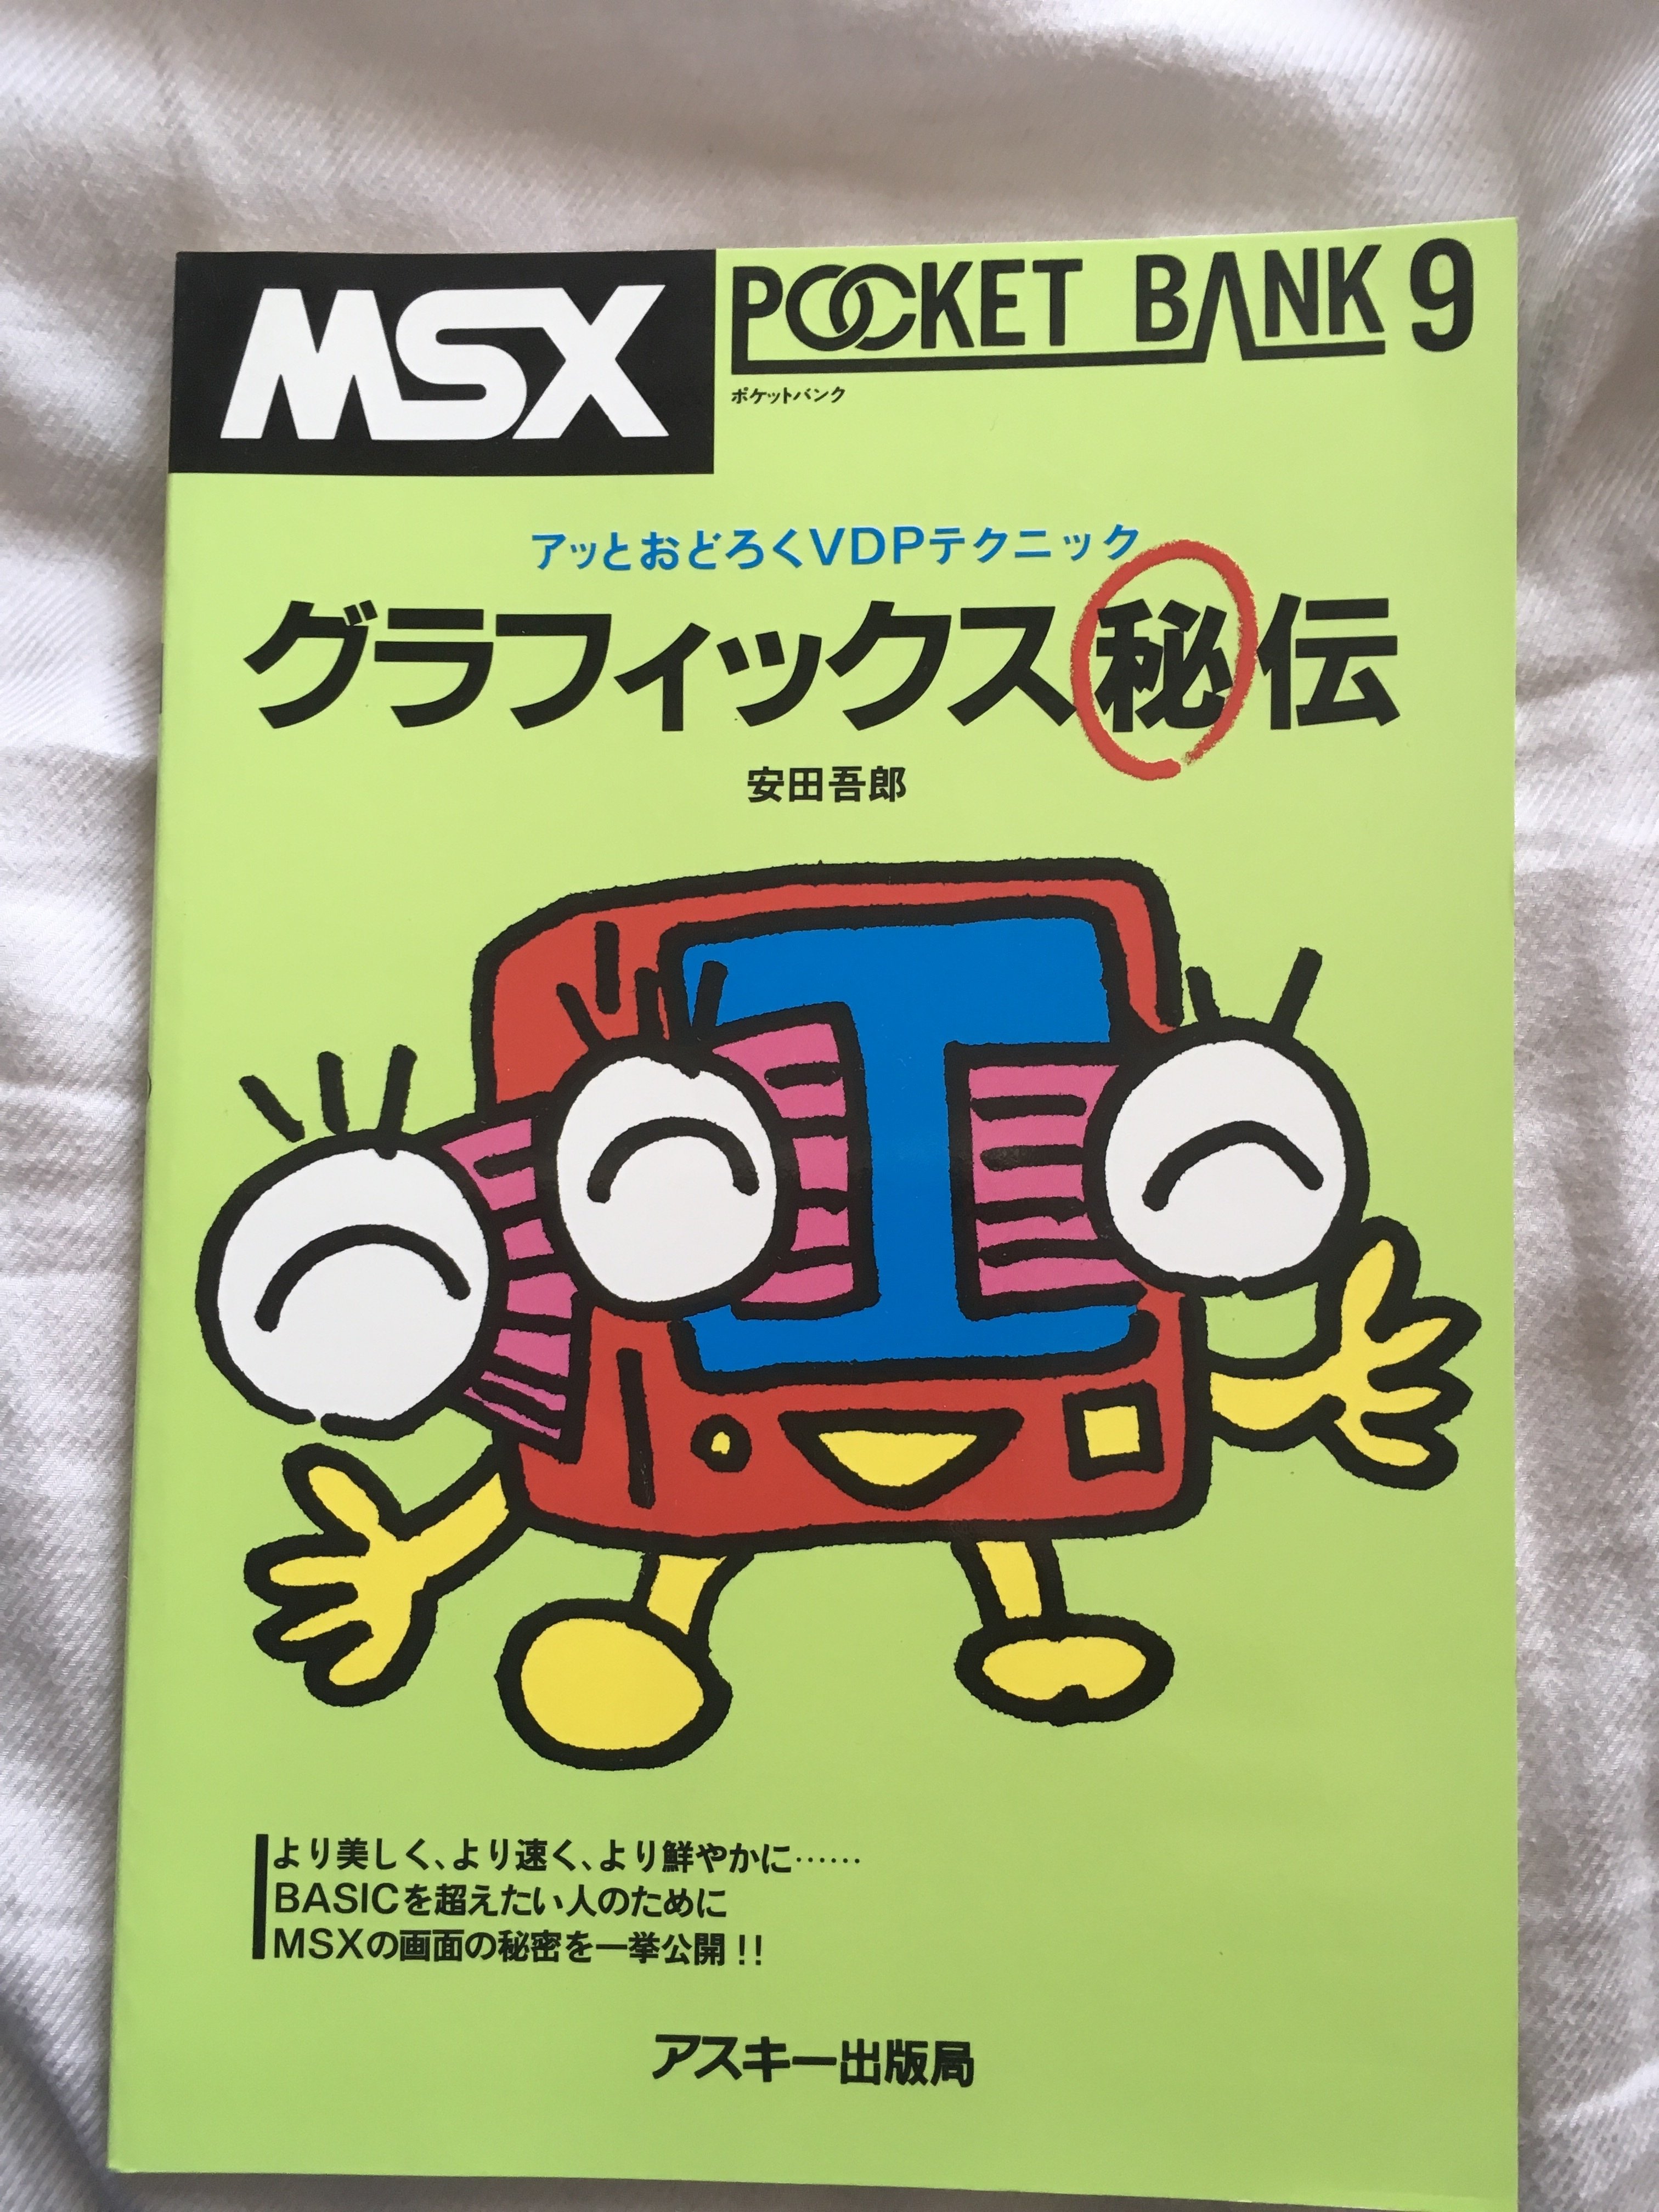 MSX
POCKET BANK 9
ポケットバンク
アッとおどろくVDPテクニック
グラフィックス秘伝
安田吾郎
より美しく、より速く、より鮮やかに……
BASICを超えたい人のために
MSXの画面の秘密を一挙公開!!
アスキー出版局